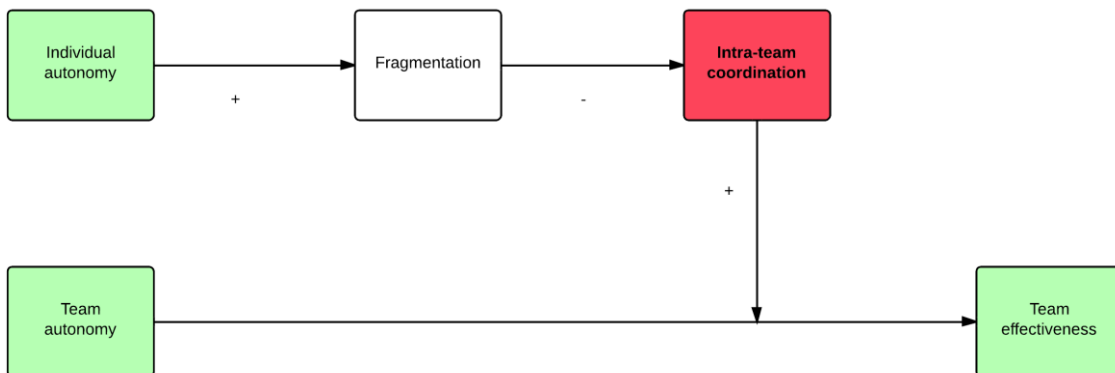 Individual
autonomy
Fragmentation
Intra-team
coordination
+
-
+
Team
autonomy
Team
effectiveness